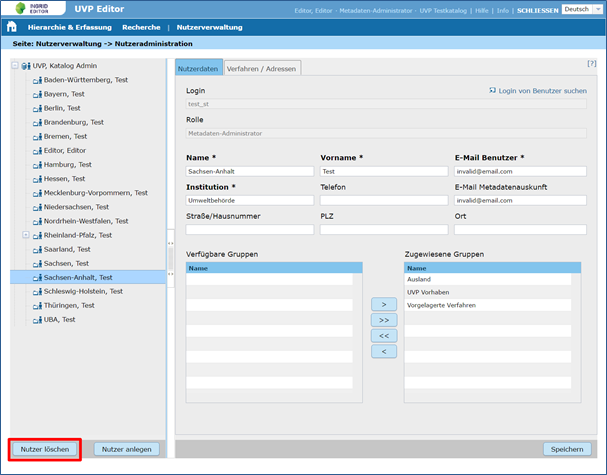 INGRID
EDITOR
UVP Editor
Editor, Editor - Metadaten-Administrator - UVP Testkatalog | Hilfe | Info | SCHLIESSEN Deutsch
Hierarchie & Erfassung Recherche | Nutzerverwaltung
Seite: Nutzerverwaltung -> Nutzeradministration
UVP, Katalog Admin
Baden-Württemberg, Test
Bayern, Test
Berlin, Test
Brandenburg, Test
Bremen, Test
Editor, Editor
Hamburg, Test
Hessen, Test
Mecklenburg-Vorpommern, Test
Niedersachsen, Test
Nordrhein-Westfalen, Test
Rheinland-Pfalz, Test
Saarland, Test
Sachsen, Test
Sachsen-Anhalt, Test
Schleswig-Holstein, Test
Thüringen, Test
UBA, Test
Nutzer löschen Nutzer anlegen
Nutzerdaten Verfahren / Adressen [?]
Login Login von Benutzer suchen
test_st
Rolle
Metadaten-Administrator
Name * Vorname * E-Mail Benutzer *
Sachsen-Anhalt Test invalid@email.com
Institution * Telefon E-Mail Metadatenauskunft
Umweltbehörde invalid@email.com
Straße/Hausnummer PLZ Ort
Verfügbare Gruppen Zugewiesene Gruppen
Name Name
Ausland
UVP Vorhaben
Vorgelagerte Verfahren
>
>>
<<
<
Speichern